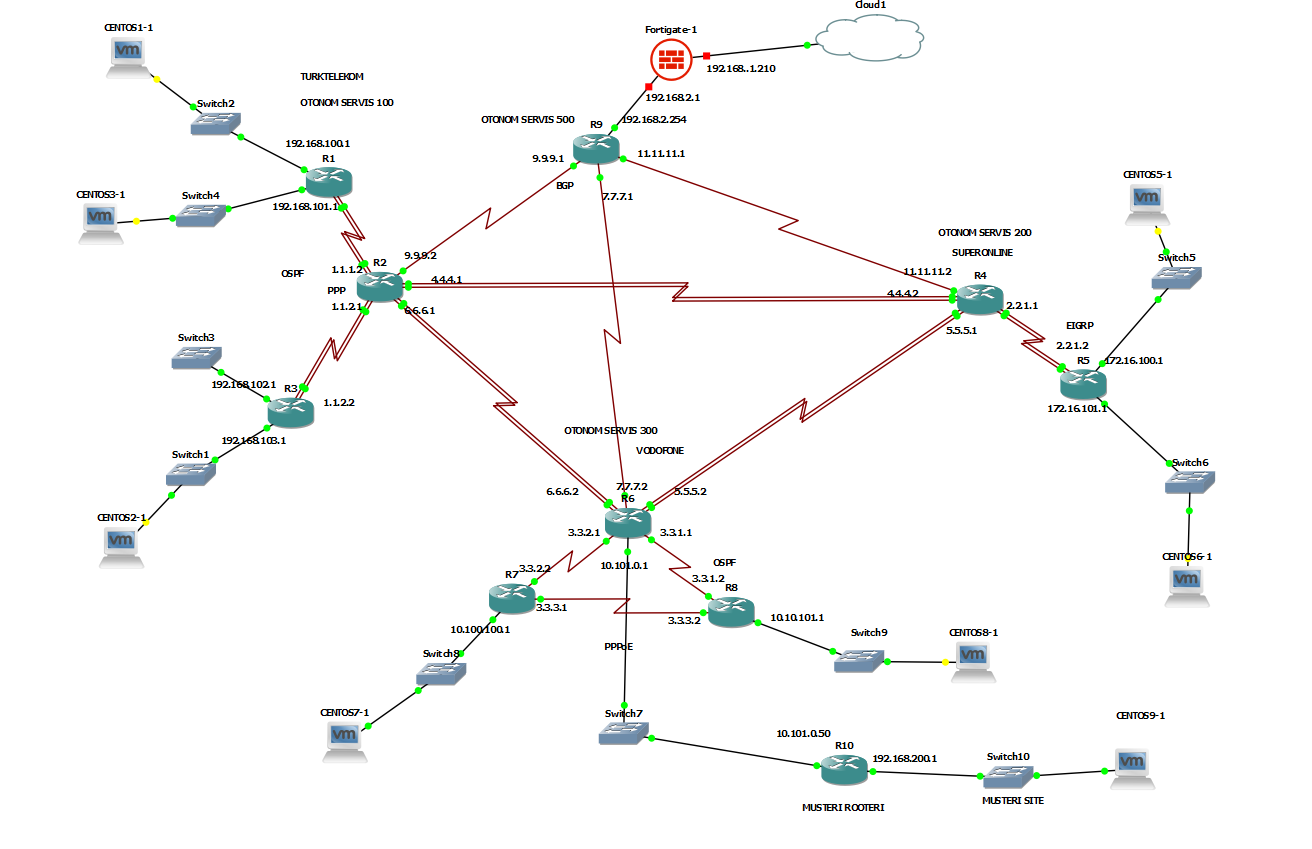 Cloud1
CENTOS1-1
Fortigate-1
192.168..1.210
TURKTELEKOM
192.168.2.1
OTONOM SERVIS 100
Switch2
OTONOM SERVIS 500
R9
192.168.2.254
192.168.100.1
R1
9.9.9.1
11.11.11.1
BGP
7.7.7.1
CENTOS3-1
Switch4
192.168.101.1
CENTOS5-1
OTONOM SERVIS 200
SUPERONLINE
9.9.9.2
R2
1.1.1.2
OSPF
4.4.4.1
PPP
1.1.2.1
6.6.6.1
11.11.11.2
R4
4.4.4.2
2.2.1.1
5.5.5.1
Switch5
EIGRP
2.2.1.2
R5
172.16.100.1
172.16.101.1
Switch3
192.168.102.1
R3
1.1.2.2
192.168.103.1
Switch1
OTONOM SERVIS 300
VODOFONE
Switch6
7.7.7.2
6.6.6.2
5.5.5.2
R6
CENTOS2-1
3.3.2.1
3.3.1.1
CENTOS6-1
10.101.0.1
OSPF
R7
3.3.2.2
3.3.1.2
R8
3.3.3.1
3.3.3.2
10.10.101.1
10.100.100.1
Switch9
CENTOS8-1
PPPoE
Switch8
CENTOS7-1
Switch7
CENTOS9-1
10.101.0.50
R10
192.168.200.1
Switch10
MUSTERI ROOTERI
MUSTERI SITE
vm
vm
vm
vm
vm
vm
vm
vm
vm